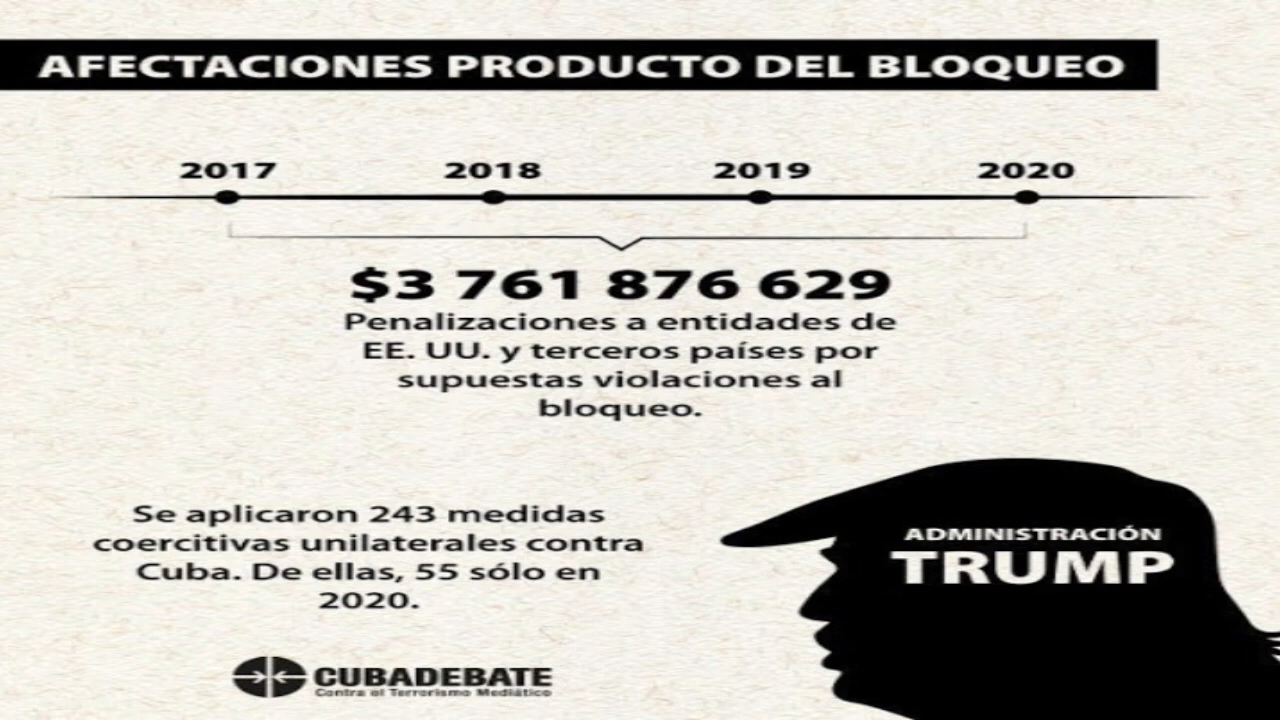 AFECTACIONES PRODUCTO DEL BLOQUEO
2017 2018 2019 2020
$3 761 876 629
Penalizaciones a entidades de
EE. UU. y terceros países por
supuestas violaciones al
bloqueo.
Se aplicaron 243 medidas
coercitivas unilaterales contra
Cuba. De ellas, 55 sólo en
2020.
ADMINISTRACIÓN
TRUMP
CUBADEBATE
Contra el Terrorismo Mediático